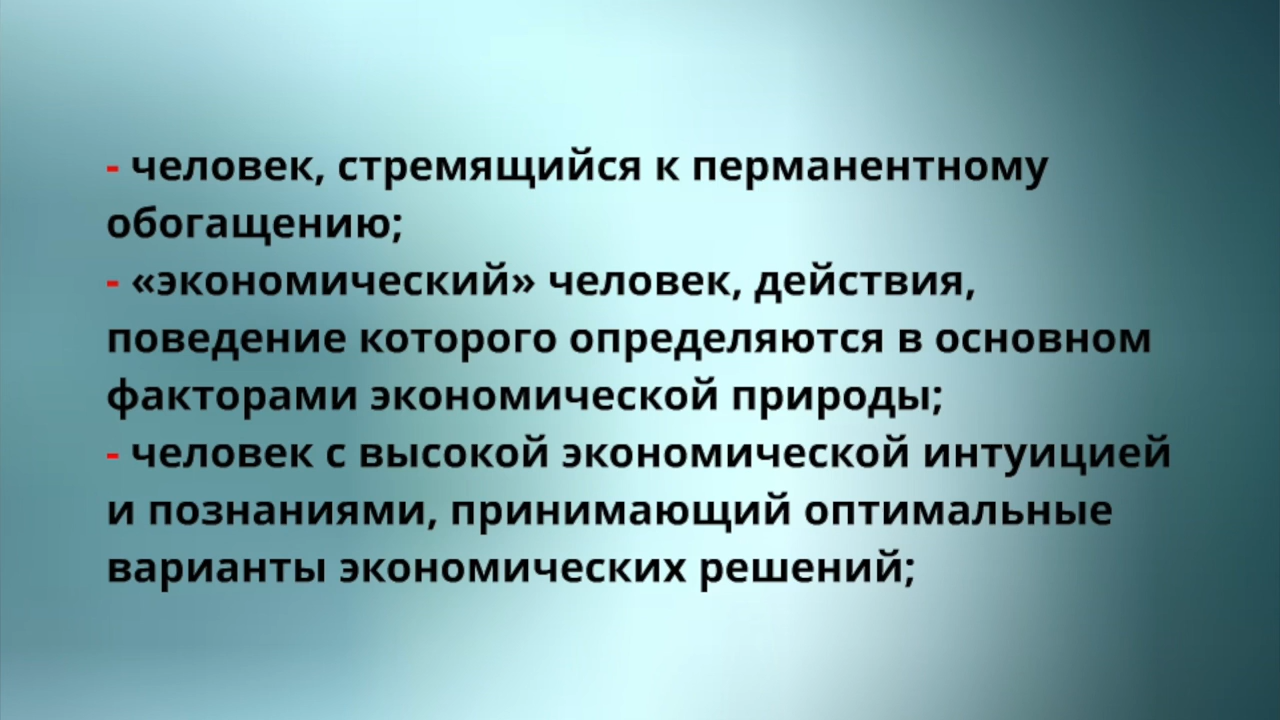 - человек, стремящийся к перманентному
обогащению;
- «экономический» человек, действия,
поведение которого определяются в основном
факторами экономической природы;
- человек с высокой экономической интуицией
и познаниями, принимающий оптимальные
варианты экономических решений;